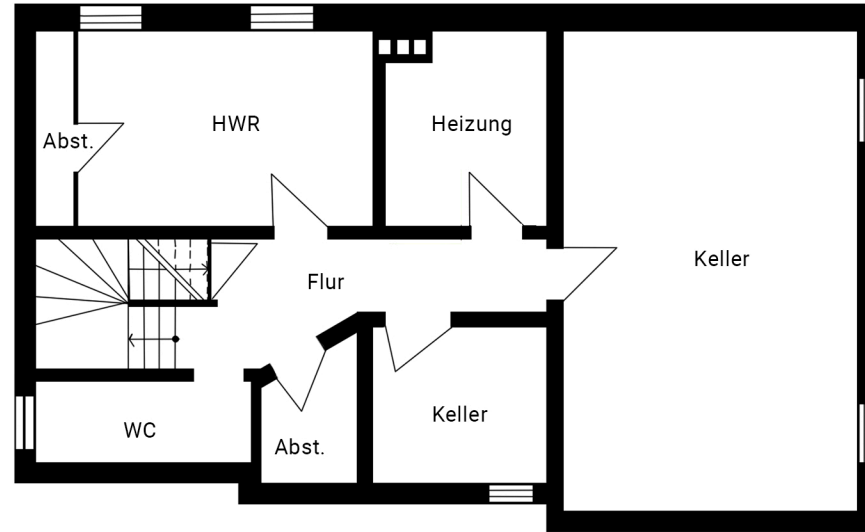 HWR
Heizung
Abst.
Keller
Flur
Keller
WC
Abst.